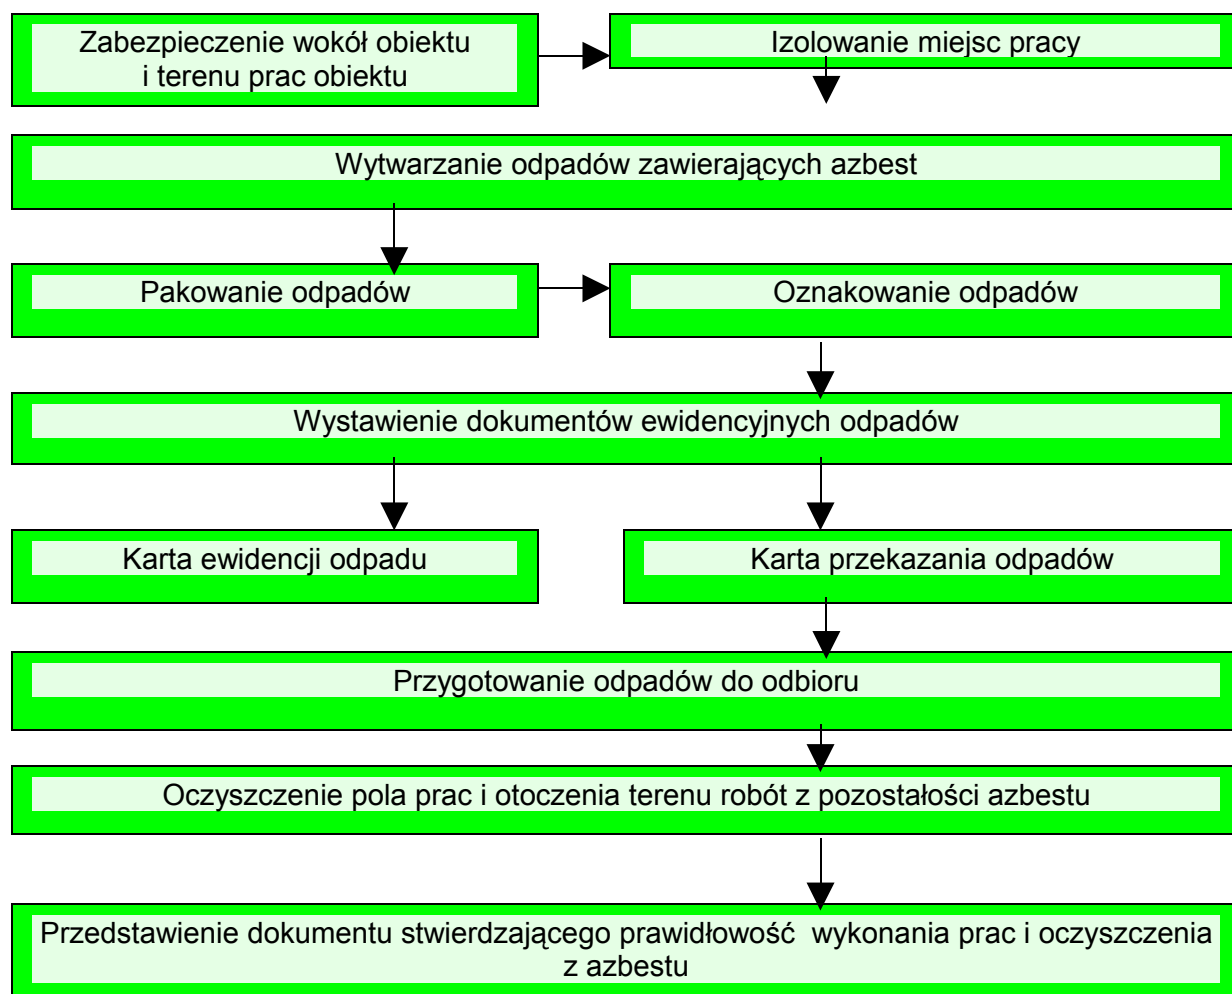 Zabezpieczenie wokół obiektu
i terenu prac obiektu
Izolowanie miejsc pracy
Wytwarzanie odpadów zawierających azbest
Pakowanie odpadów
Oznakowanie odpadów
Wystawienie dokumentów ewidencyjnych odpadów
Karta ewidencji odpadu
Karta przekazania odpadów
Przygotowanie odpadów do odbioru
Oczyszczenie pola prac i otoczenia terenu robót z pozostałości azbestu
Przedstawienie dokumentu stwierdzającego prawidłowość wykonania prac i oczyszczenia
z azbestu